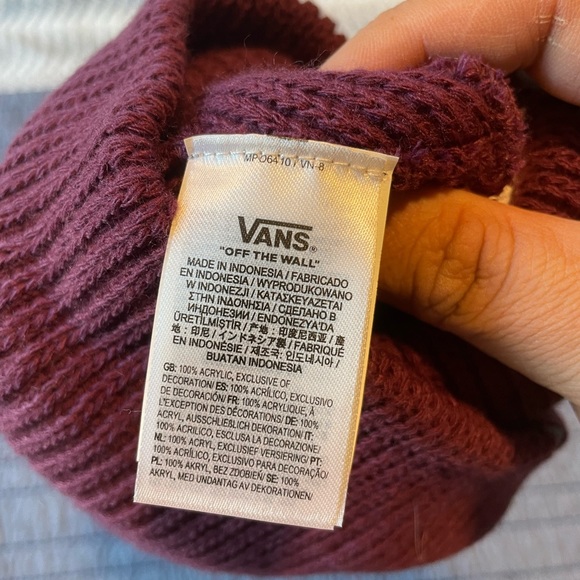 MP 06410 / VN-8
VANS®
"OFF THE WALL"
MADE IN INDONESIA / FABRICADO
EN INDONESIA / WYPRODUKOWANO
W INDONEZJI / ΚΑΤΑΣΚΕΥΑΖΕΤΑΙ
ΣΤΗΝ ΙΝΔΟΝΗΣΙΑ / СДЕЛАНО В
ИНДОНЕЗИИ / ENDONEZYA'DA
ÜRETİLMİŞTİR / 产地：印度尼西亚 / 產
地：印尼 / インドネシア製 / FABRIQUÉ
EN INDONÉSIE / 제조국: 인도네시아 /
BUATAN INDONESIA
GB: 100% ACRYLIC, EXCLUSIVE OF
DECORATION/ ES: 100% ACRÍLICO, EXCLUSO
DECORACIÓN/ FR: 100% ACRYLIQUE, À
L'EXCEPTION DES DÉCORATIONS/ DE: 100%
ACRYL, AUSSCHLIEßLICH DEKORATION/ IT:
100% ACRILICO, ESCLUSA LA DECORAZIONE/
NL: 100% ACRYL, EXCLUSIEF VERSIERING/ PT:
100% ACRÍLICO, EXCLUSIVO PARA DECORAÇÃO/
PL: 100% AKRYL, BEZ ZDOBIEŃ/ SE: 100%
AKRYL, MED UNDANTAG AV DEKORATIONEN/